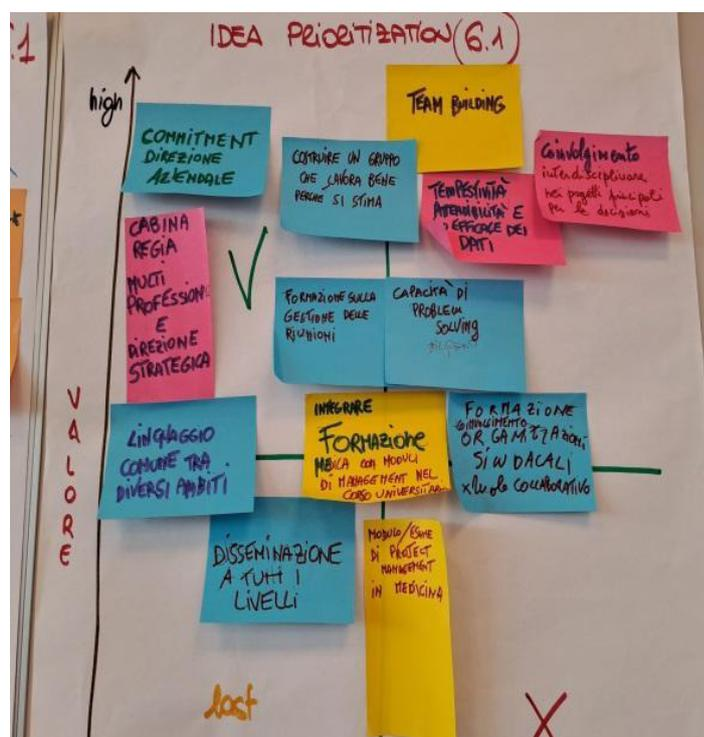 .1
IDEA PRIORITIZATION (6.1)
high
TEAM BUILDING
COMMITMENT
DIREZIONE
AZIENDALE
COSTRUIRE UN GRUPPO
CHE LAVORA BENE
PERCHE SI STIMA
TEMPESTIVITÀ
ATTENDIBILITÀ E
EFFICACE DEI
DATI
Coinvolgimento
interdisciplinare
nei progetti principali
per le decisioni
CABINA
REGIA
MULTI
PROFESSION
E
DIREZIONE
STRATEGICA
V
FORMAZIONE SULLA
GESTIONE DELLE
RIUNIONI
CAPACITÀ DI
PROBLEM
SOLVING
VALORE
LINGUAGGIO
COMUNE TRA
DIVERSI AMBITI
INTEGRARE
FORMAZIONE
MEDICA CON MODULI
DI MANAGEMENT NEL
CORSO
FORMAZIONE
COINVOLGIMENTO
ORGANIZZAZIONI
SINDACALI
x Ruolo COLLABORATIVO
DISSEMINAZIONE
A TUTTI I
LIVELLI
MODULO/ESAME
DI PROJECT
MANAGEMENT
IN MEDICINA
last
X